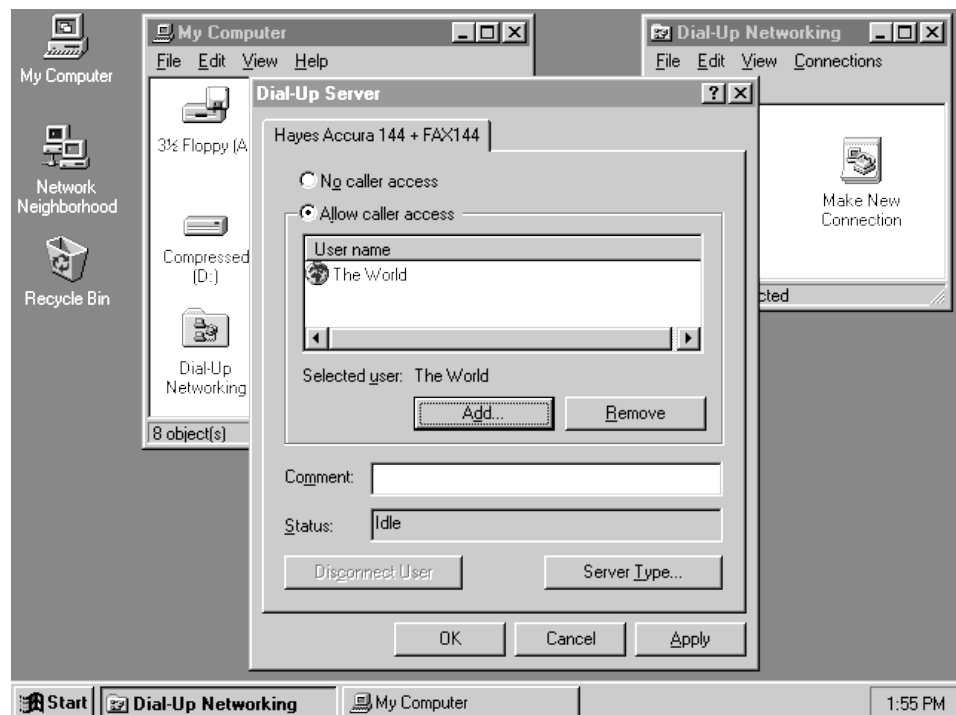 My Computer
Network
Neighborhood
Recycle Bin
My Computer
File Edit View Help
3½ Floppy (A
Compressed
(D:)
Dial-Up
Networking
8 object(s)
Dial-Up Networking
File Edit View Connections
Make New
Connection
cted
Dial-Up Server
Hayes Accura 144 + FAX144
No caller access
Allow caller access
User name
The World
Selected user: The World
Add... Remove
Comment:
Status: Idle
Disconnect User Server Type...
OK Cancel Apply
Start Dial-Up Networking My Computer 1:55 PM